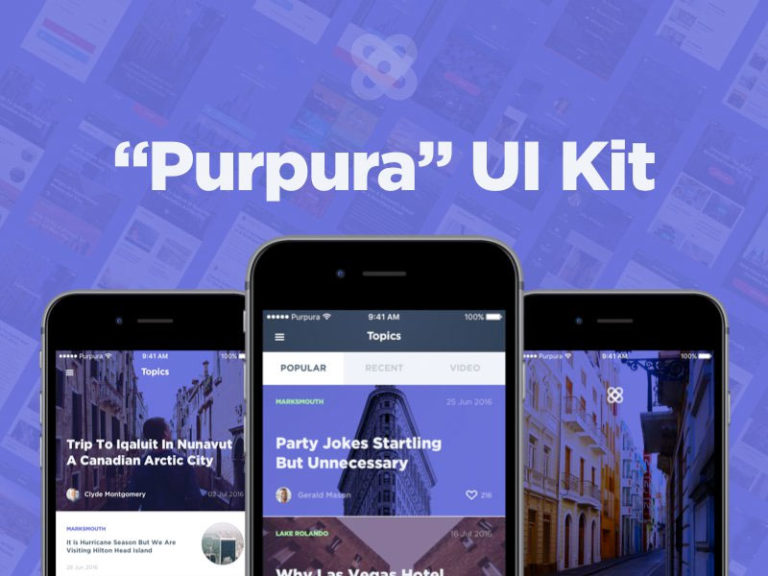 “Purpura” UI Kit
Purpura 9:41 AM 100%
Topics
Trip To Iqaluit In Nunavut
A Canadian Arctic City
Clyde Montgomery
02 Jul 2016
MARKSMOUTH
It Is Hurricane Season But We Are
Visiting Hilton Head Island
28 Jun 2016
Purpura 9:41 AM 100%
Topics
POPULAR RECENT VIDEO
MARKSMOUTH 25 Jun 2016
Party Jokes Startling
But Unnecessary
Gerald Mason 216
LAKE ROLANDO 16 Jul 2016
Why Las Vegas Hotel
Purpura 9:41 AM 100%